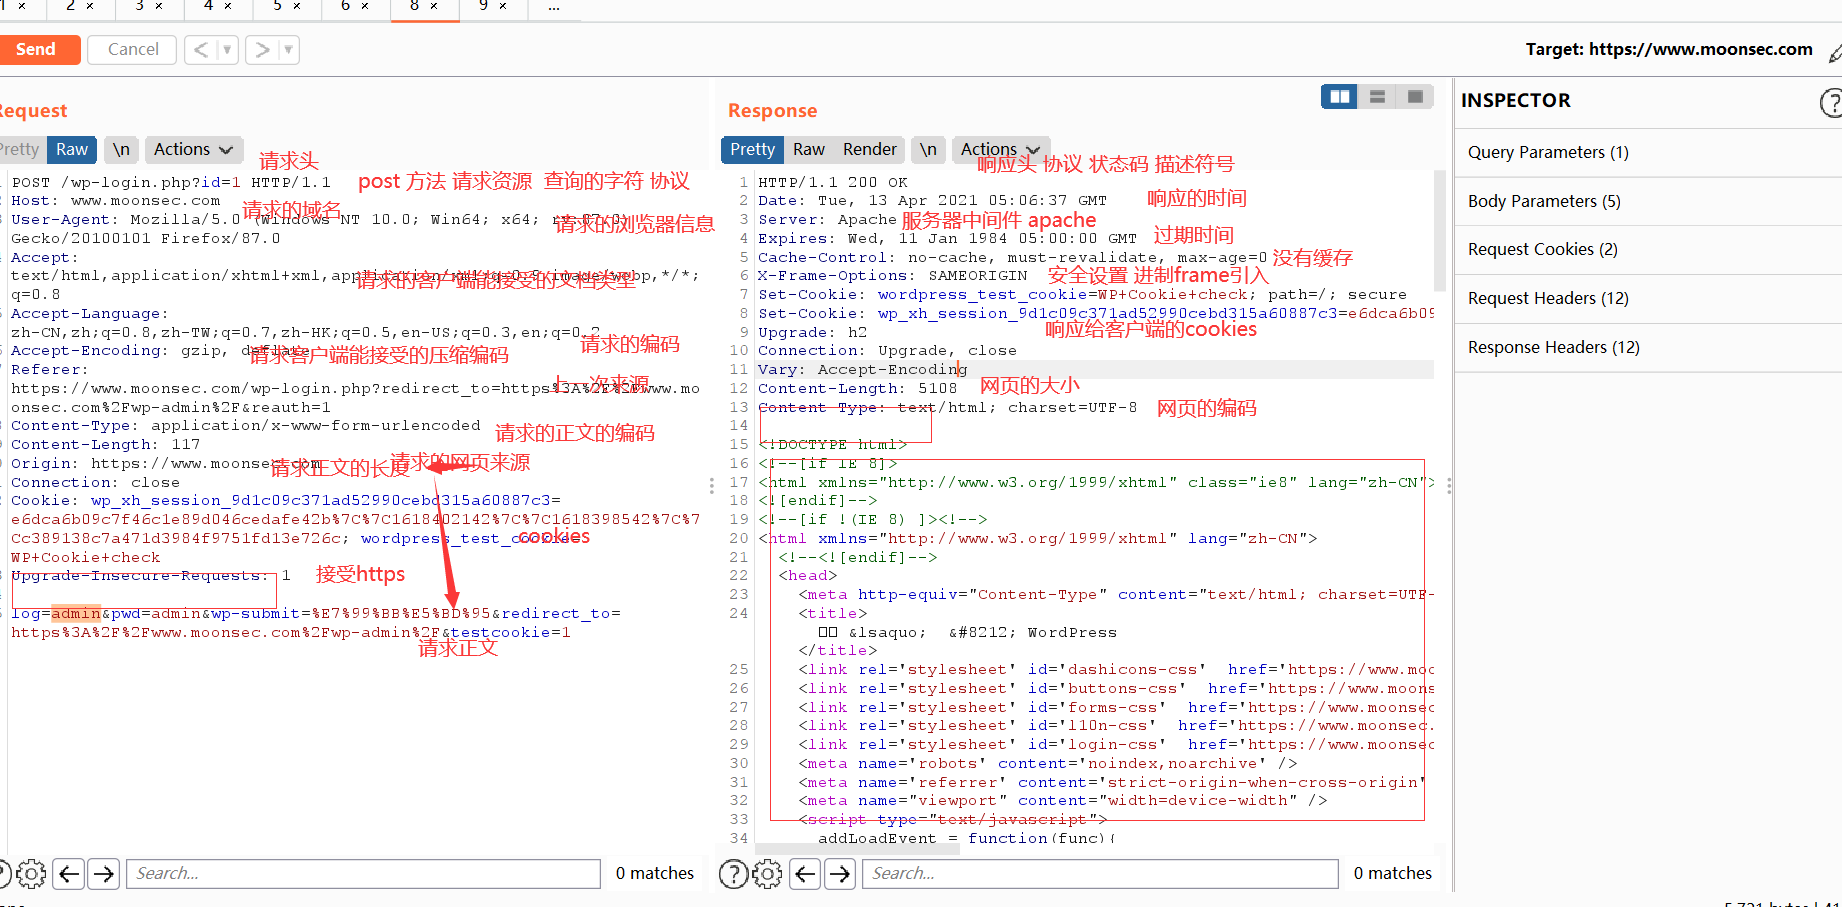 1 × 2 × 3 × 4 × 5 × 6 × 8 × 9 × ...
Send Cancel < ▼ > ▼
Target: https://www.moonsec.com
Request
Pretty Raw \n Actions
请求头
POST /wp-login.php?id=1 HTTP/1.1 post 方法 请求资源 查询的字符 协议
Host: www.moonsec.com 请求的域名
User-Agent: Mozilla/5.0 (Windows NT 10.0; Win64; x64; 请求的浏览器信息
Gecko/20100101 Firefox/87.0
Accept:
text/html,application/xhtml+xml,application/xml;q=0.9,image/webp,*/*;
q=0.8 请求的客户端能接受的文档类型
Accept-Language:
zh-CN,zh;q=0.8,zh-TW;q=0.7,zh-HK;q=0.5,en-US;q=0.3,en;q=0.2
Accept-Encoding: gzip, deflate 请求客户端能接受的压缩编码 请求的编码
Referer:
https://www.moonsec.com/wp-login.php?redirect_to=https%3A%2F%2Fwww.mo 上一次来源
onsec.com%2Fwp-admin%2F&reauth=1
Content-Type: application/x-www-form-urlencoded 请求的正文的编码
Content-Length: 117
Origin: https://www.moonsec.com 请求正文的长度 请求的网页来源
Connection: close
Cookie: wp_xh_session_9d1c09c371ad52990cebd315a60887c3=
e6dca6b09c7f46c1e89d046cedafe42b%7C%7C1618402142%7C%7C1618398542%7C%7
Cc389138c7a471d3984f9751fd13e726c; wordpress_test_cookie= cookies
WP+Cookie+check
Upgrade-Insecure-Requests: 1 接受https
log=admin&pwd=admin&wp-submit=%E7%99%BB%E5%BD%95&redirect_to=
https%3A%2F%2Fwww.moonsec.com%2Fwp-admin%2F&testcookie=1
请求正文
Search... 0 matches
Response
Pretty Raw Render \n Actions
响应头 协议 状态码 描述符号
1 HTTP/1.1 200 OK
2 Date: Tue, 13 Apr 2021 05:06:37 GMT 响应的时间
3 Server: Apache 服务器中间件 apache
4 Expires: Wed, 11 Jan 1984 05:00:00 GMT 过期时间
5 Cache-Control: no-cache, must-revalidate, max-age=0 没有缓存
6 X-Frame-Options: SAMEORIGIN 安全设置 进制frame引入
7 Set-Cookie: wordpress_test_cookie=WP+Cookie+check; path=/; secure
8 Set-Cookie: wp_xh_session_9d1c09c371ad52990cebd315a60887c3=e6dca6b09
9 Upgrade: h2 响应给客户端的cookies
10 Connection: Upgrade, close
11 Vary: Accept-Encoding
12 Content-Length: 5108 网页的大小
13 Content-Type: text/html; charset=UTF-8 网页的编码
14
15 <!DOCTYPE html>
16 <!--[if IE 8]>
17 <html xmlns="http://www.w3.org/1999/xhtml" class="ie8" lang="zh-CN">
18 <![endif]-->
19 <!--[if !(IE 8) ]><!-->
20 <html xmlns="http://www.w3.org/1999/xhtml" lang="zh-CN">
21 <!--<![endif]-->
22 <head>
23 <meta http-equiv="Content-Type" content="text/html; charset=UTF-
24 <title>
&lsaquo; &#8212; WordPress
</title>
25 <link rel='stylesheet' id='dashicons-css' href='https://www.moo
26 <link rel='stylesheet' id='buttons-css' href='https://www.moons
27 <link rel='stylesheet' id='forms-css' href='https://www.moonsec
28 <link rel='stylesheet' id='l10n-css' href='https://www.moonsec.
29 <link rel='stylesheet' id='login-css' href='https://www.moonsec
30 <meta name='robots' content='noindex,noarchive' />
31 <meta name='referrer' content='strict-origin-when-cross-origin'
32 <meta name="viewport" content="width=device-width" />
33 <script type="text/javascript">
34 addLoadEvent = function(func){
Search... 0 matches
INSPECTOR
Query Parameters (1)
Body Parameters (5)
Request Cookies (2)
Request Headers (12)
Response Headers (12)